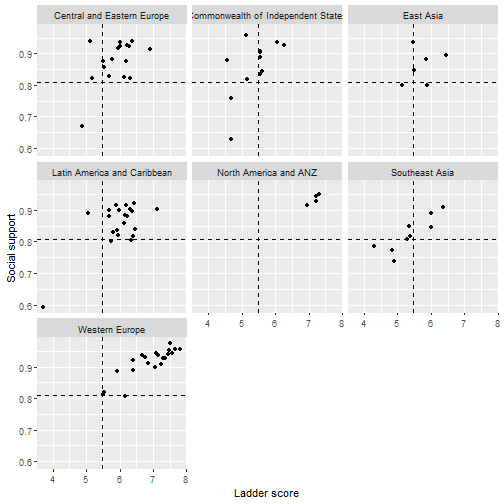 Central and Eastern Europe
Commonwealth of Independent State
East Asia
0.9
0.8
0.7
0.6
Latin America and Caribbean
North America and ANZ
Southeast Asia
Social support
0.9
0.8
0.7
0.6
4 5 6 7 8
4 5 6 7 8
Western Europe
0.9
0.8
0.7
0.6
4 5 6 7 8
Ladder score